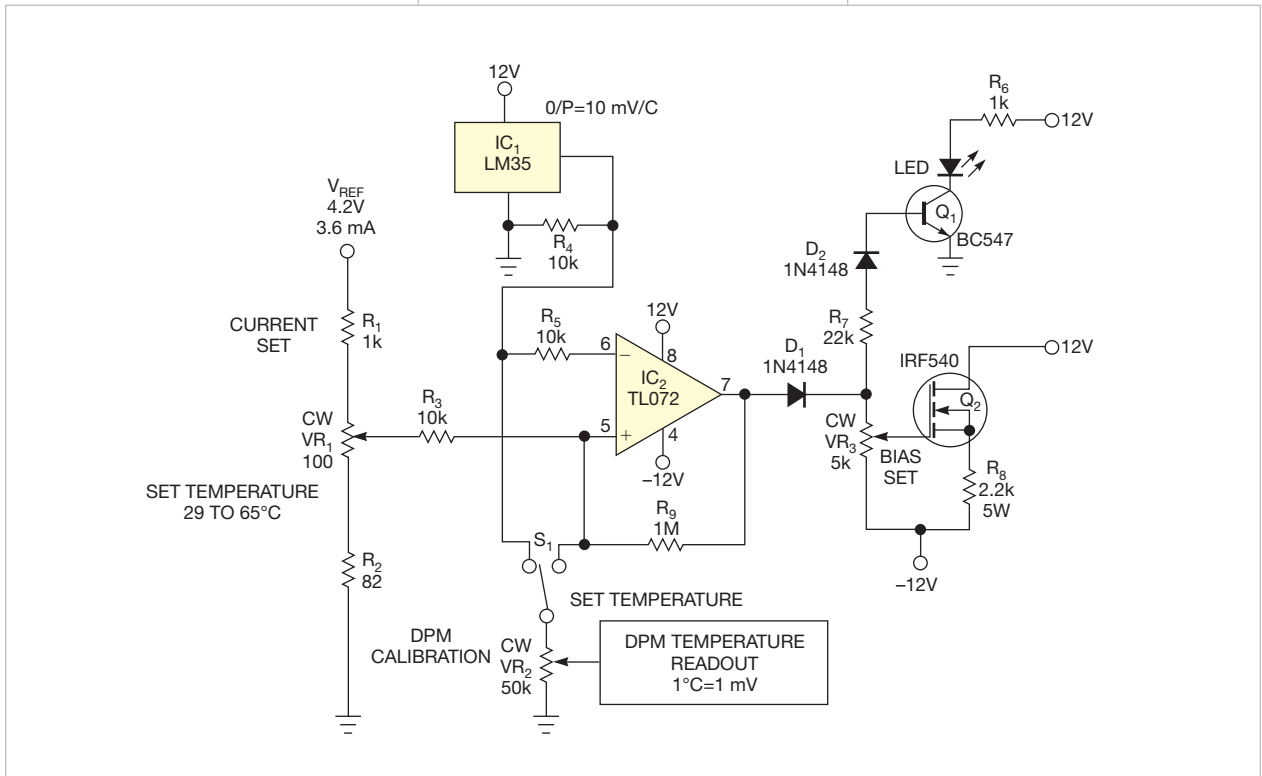 12V
0/P=10 mV/C
IC1
LM35
R4
10k
VREF
4.2V
3.6 mA
CURRENT
SET
R1
1k
CW
VR1
100
SET TEMPERATURE
29 TO 65°C
R2
82
R3
10k
R5
10k
12V
6
–
8
IC2
TL072
7
5
+
4
–12V
R9
1M
S1
SET TEMPERATURE
DPM
CALIBRATION
CW
VR2
50k
DPM TEMPERATURE
READOUT
1°C=1 mV
D1
1N4148
D2
1N4148
R7
22k
R6
1k
12V
LED
Q1
BC547
IRF540
12V
Q2
CW
VR3
5k
BIAS
SET
R8
2.2k
5W
–12V